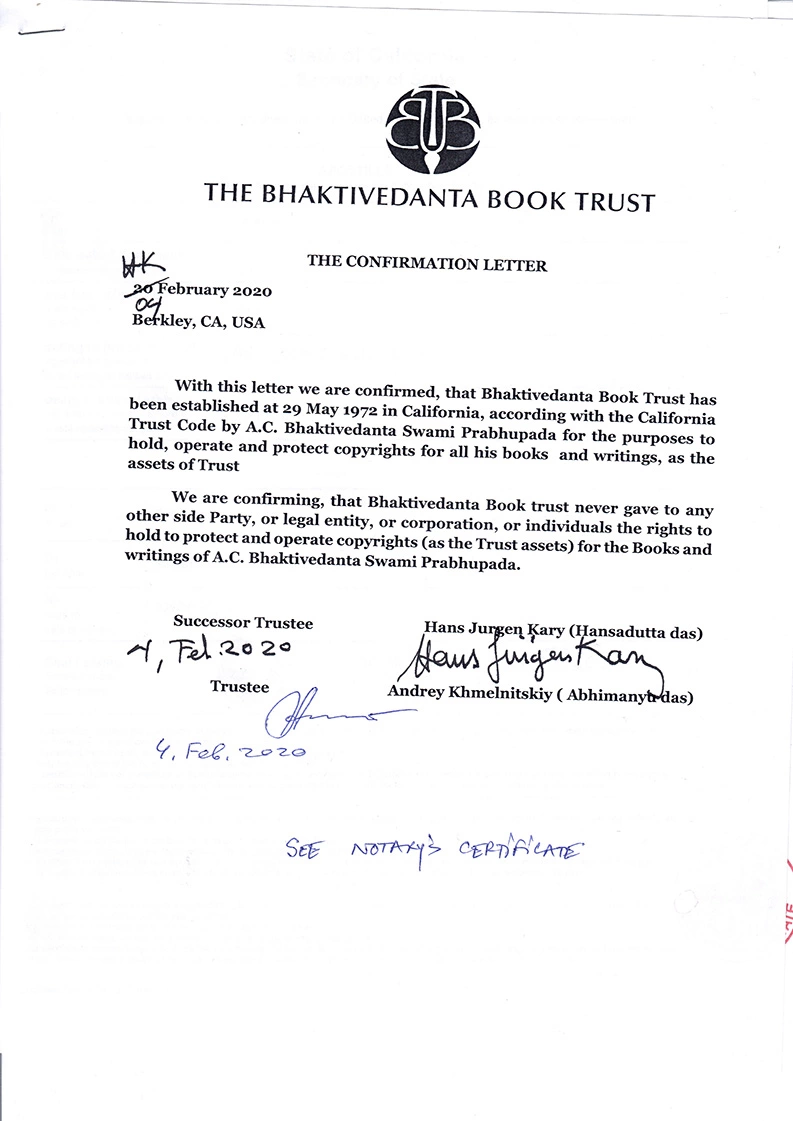 BBT
THE BHAKTIVEDANTA BOOK TRUST
THE CONFIRMATION LETTER
HK
20 February 2020
04
Berkley, CA, USA
With this letter we are confirmed, that Bhaktivedanta Book Trust has
been established at 29 May 1972 in California, according with the California
Trust Code by A.C. Bhaktivedanta Swami Prabhupada for the purposes to
hold, operate and protect copyrights for all his books and writings, as the
assets of Trust
We are confirming, that Bhaktivedanta Book trust never gave to any
other side Party, or legal entity, or corporation, or individuals the rights to
hold to protect and operate copyrights (as the Trust assets) for the Books and
writings of A.C. Bhaktivedanta Swami Prabhupada.
Successor Trustee
Hans Jurgen Kary (Hansadutta das)
4, Feb. 2020
Hans Jürgen Kary
Trustee
Andrey Khmelnitskiy ( Abhimanyu das)
4. Feb. 2020
SEE NOTARY'S CERTIFICATE